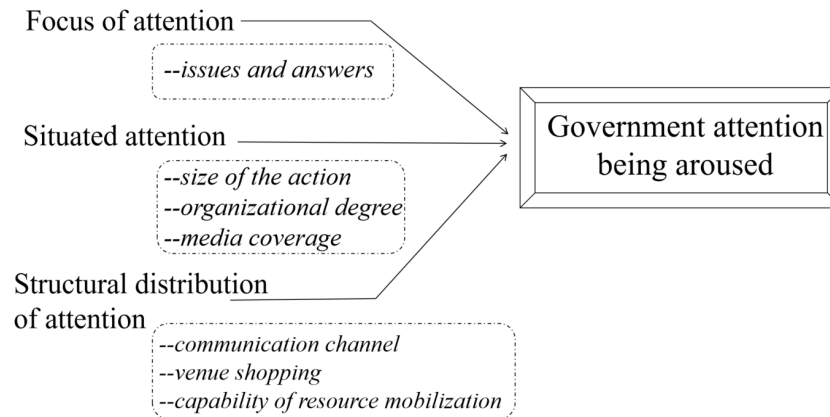 Focus of attention
--issues and answers
Situated attention
--size of the action
--organizational degree
--media coverage
Structural distribution
of attention
--communication channel
--venue shopping
--capability of resource mobilization
Government attention
being aroused